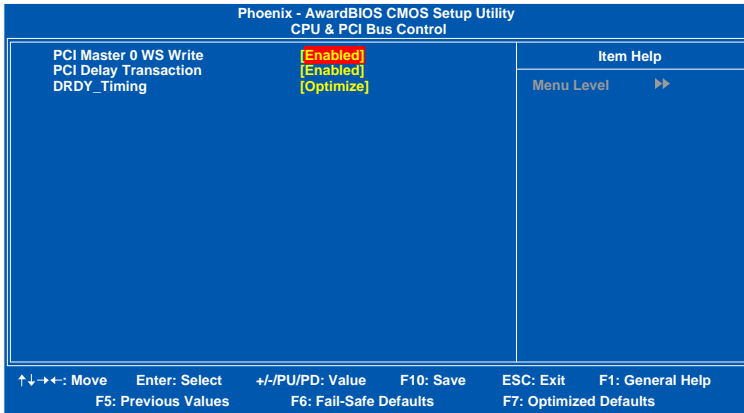 Phoenix - AwardBIOS CMOS Setup Utility
CPU & PCI Bus Control
PCI Master 0 WS Write [Enabled]
PCI Delay Transaction [Enabled]
DRDY_Timing [Optimize]
Item Help
Menu Level ▸▸
↑↓→←: Move Enter: Select +/-/PU/PD: Value F10: Save ESC: Exit F1: General Help
F5: Previous Values F6: Fail-Safe Defaults F7: Optimized Defaults